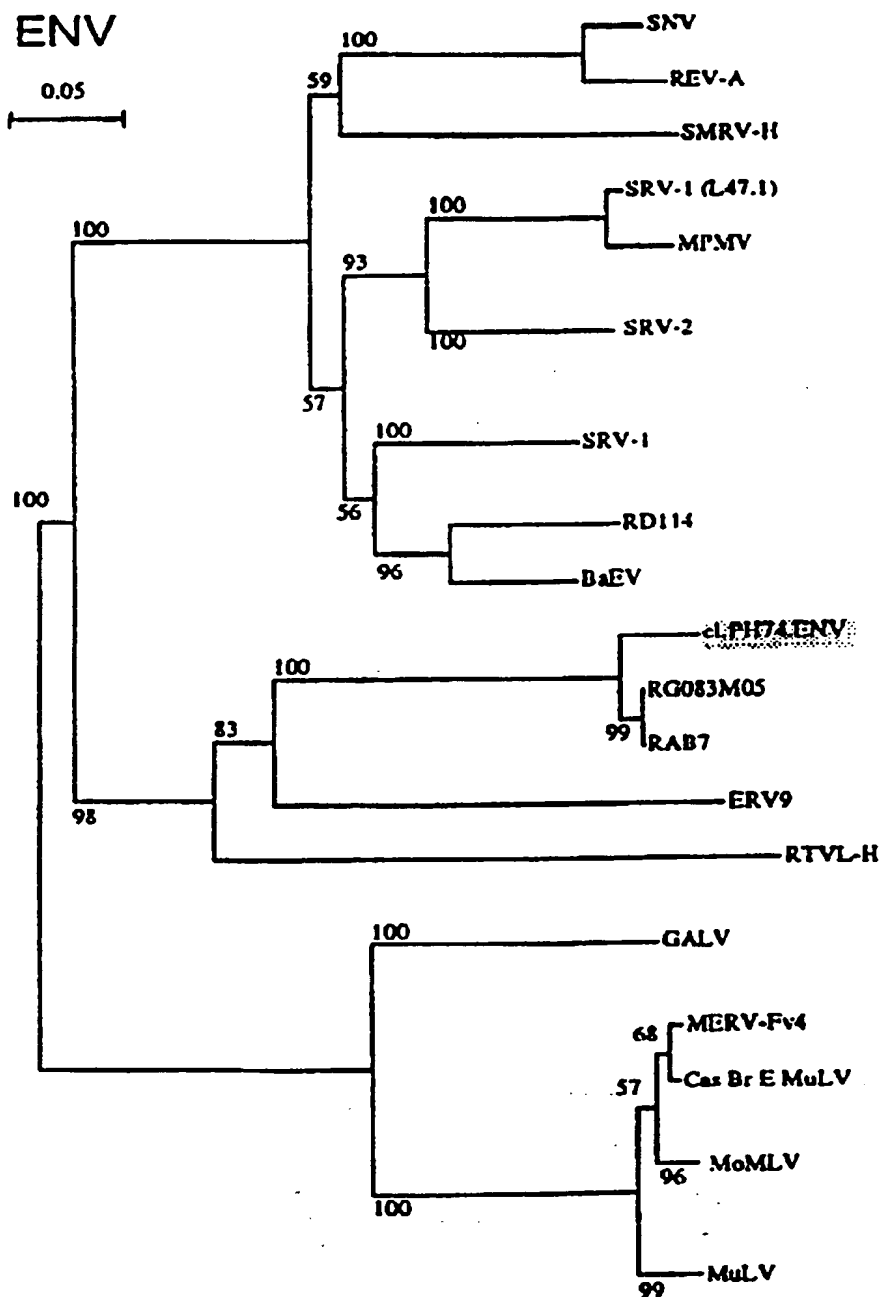 ENV
SNV
100
59
0.05
REV-A
SMRV-H
SRV-1 (L47.1)
100
100
MPMV
93
SRV-2
100
57
100
SRV-1
100
56
RD114
96
BaEV
cLPH74.ENV
100
RG083M05
83
99
RAB7
ERV9
98
RTVL-H
100
GALV
MERV-Fv4
68
Cas Br E MuLV
57
MoMLV
96
100
MuLV
99